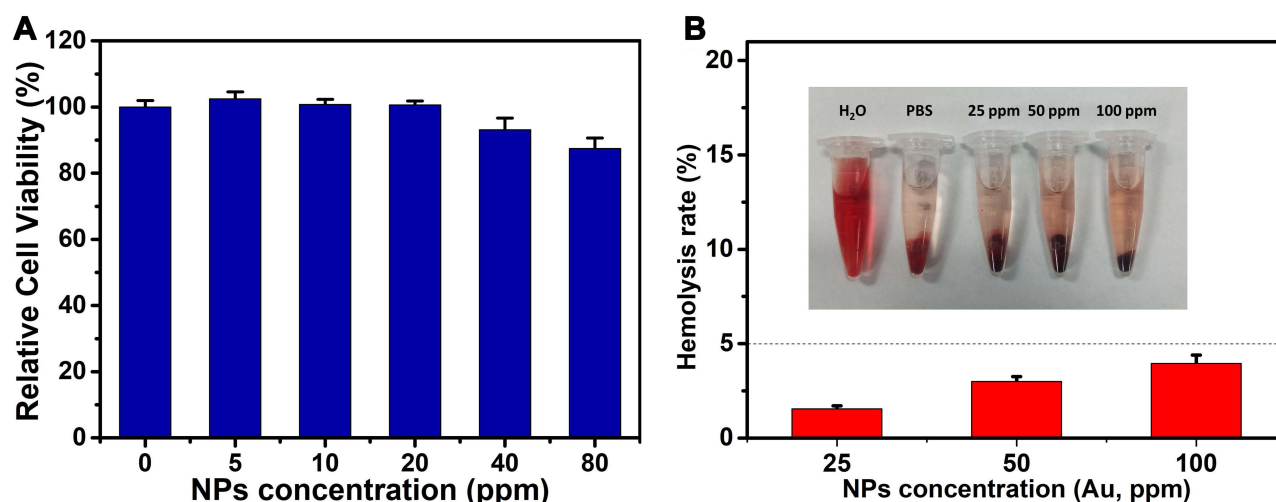 A
Relative Cell Viability (%)
120
100
80
60
40
20
0
0 5 10 20 40 80
NPs concentration (ppm)
B
Hemolysis rate (%)
20
15
10
5
0
H₂O PBS 25 ppm 50 ppm 100 ppm
25 50 100
NPs concentration (Au, ppm)